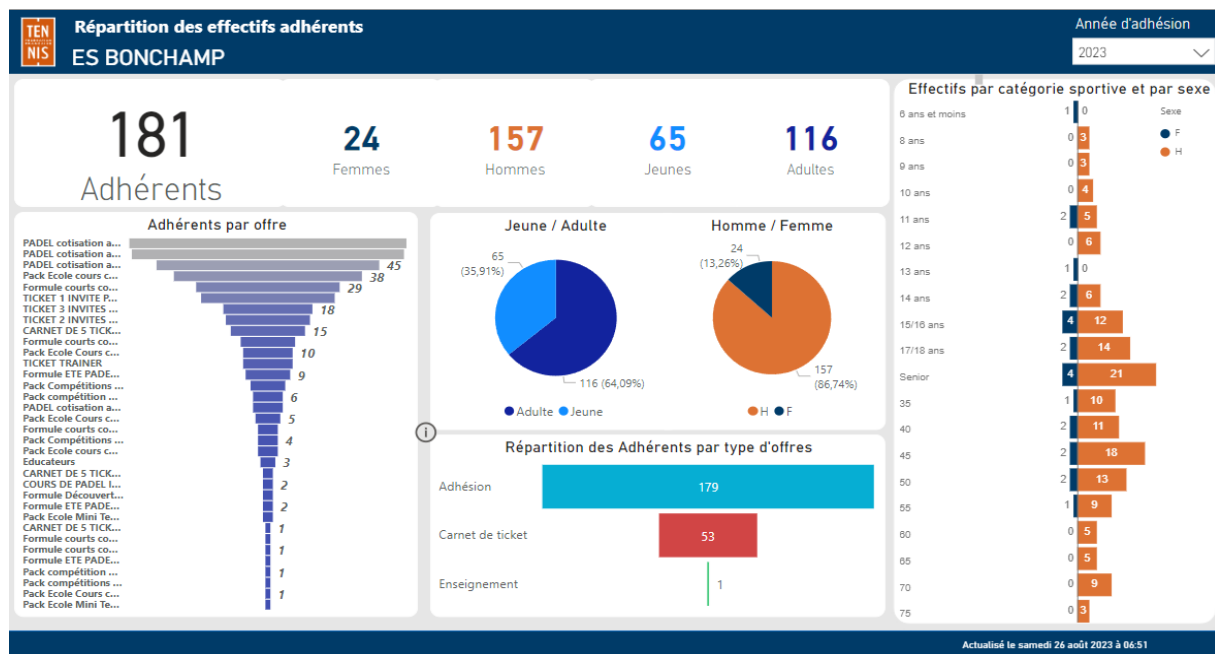 TEN
NIS
Répartition des effectifs adhérents
ES BONCHAMP
Année d'adhésion
2023
181
Adhérents
24
Femmes
157
Hommes
65
Jeunes
116
Adultes
Adhérents par offre
PADEL cotisation a...
PADEL cotisation a...
PADEL cotisation a... 45
Pack Ecole cours c... 38
Formule courts co... 29
TICKET 1 INVITE P...
TICKET 3 INVITES ... 18
TICKET 2 INVITES ...
CARNET DE 5 TICK... 15
Formule courts co...
Pack Ecole Cours c... 10
TICKET TRAINER
Formule ETE PADE... 9
Pack Compétitions ...
Pack compétition ... 6
PADEL cotisation a...
Pack Ecole Cours c... 5
Formule courts co...
Pack Compétitions ... 4
Pack Ecole cours c...
Educateurs 3
CARNET DE 5 TICK...
COURS DE PADEL I... 2
Formule Découvert...
Formule ETE PADE... 2
Pack Ecole Mini Te...
CARNET DE 5 TICK... 1
Formule courts co...
Formule courts co... 1
Formule ETE PADE...
Pack compétition ... 1
Pack compétitions ...
Pack Ecole Cours c... 1
Pack Ecole Mini Te...
Jeune / Adulte
65
(35,91%)
116 (64,09%)
Adulte Jeune
Homme / Femme
24
(13,26%)
157
(86,74%)
H F
i
Répartition des Adhérents par type d'offres
Adhésion 179
Carnet de ticket 53
Enseignement 1
Effectifs par catégorie sportive et par sexe
Sexe
F
H
6 ans et moins 1 0
8 ans 0 3
9 ans 0 3
10 ans 0 4
11 ans 2 5
12 ans 0 6
13 ans 1 0
14 ans 2 6
15/16 ans 4 12
17/18 ans 2 14
Senior 4 21
35 1 10
40 2 11
45 2 18
50 2 13
55 1 9
60 0 5
65 0 5
70 0 9
75 0 3
Actualisé le samedi 26 août 2023 à 06:51